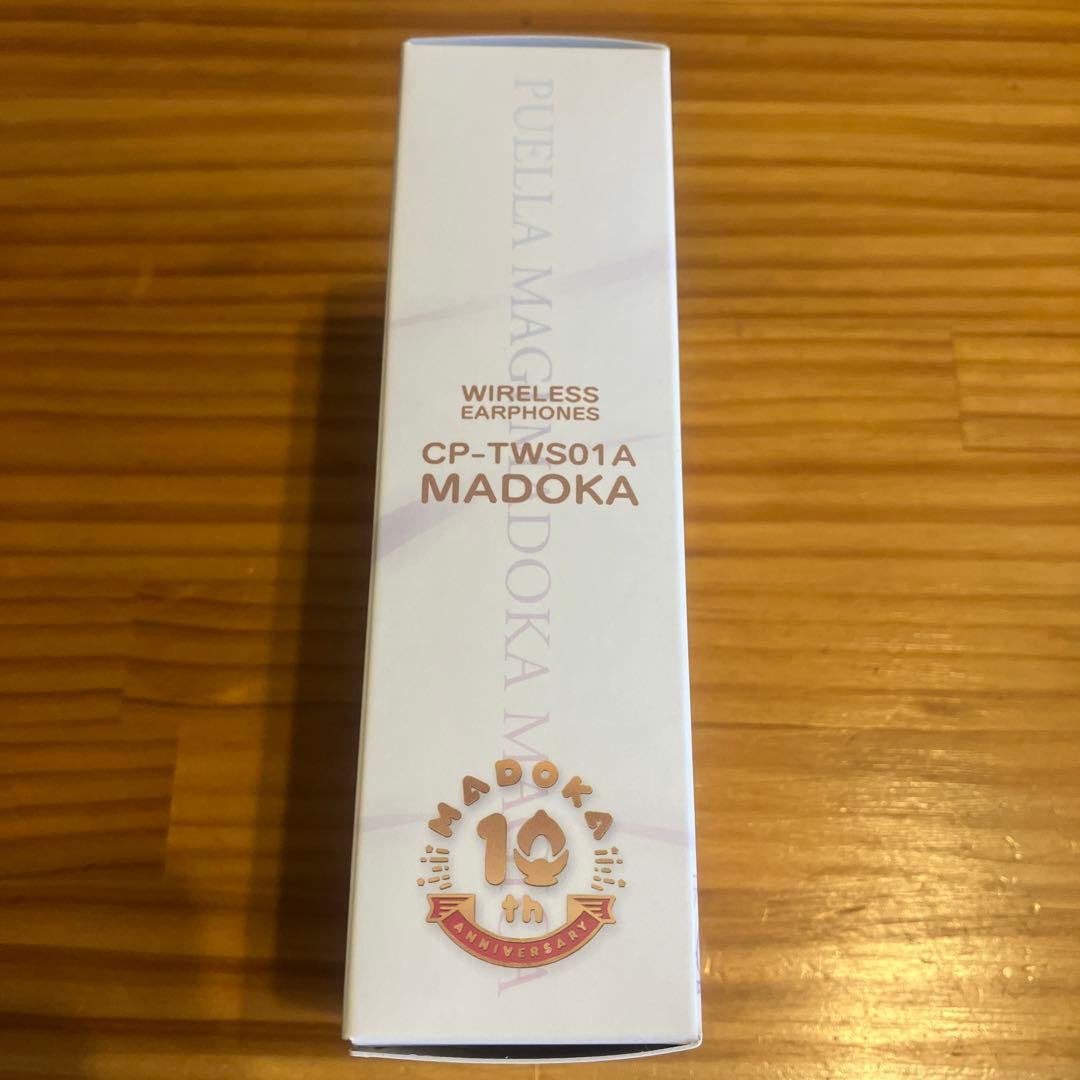 PUELLA MAGI MADOKA MAGICA
WIRELESS
EARPHONES
CP-TWS01A
MADOKA
MADOKA
10
th
ANNIVERSARY